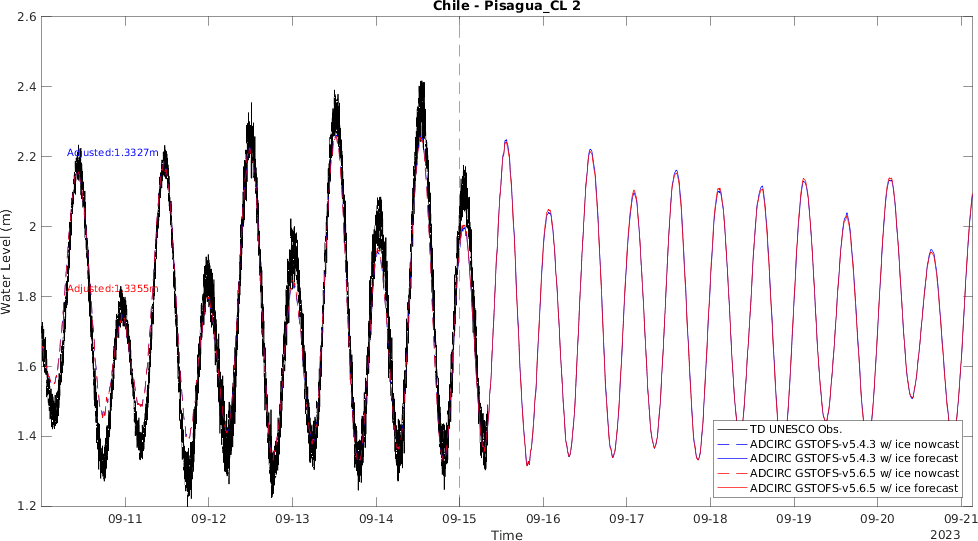 Chile - Pisagua_CL 2
2.6
2.4
2.2
2
1.8
1.6
1.4
1.2
Water Level (m)
Adjusted:1.3327m
Adjusted:1.3355m
TD UNESCO Obs.
ADCIRC GSTOFS-v5.4.3 w/ ice nowcast
ADCIRC GSTOFS-v5.4.3 w/ ice forecast
ADCIRC GSTOFS-v5.6.5 w/ ice nowcast
ADCIRC GSTOFS-v5.6.5 w/ ice forecast
09-11 09-12 09-13 09-14 09-15 09-16 09-17 09-18 09-19 09-20 09-21
Time
2023